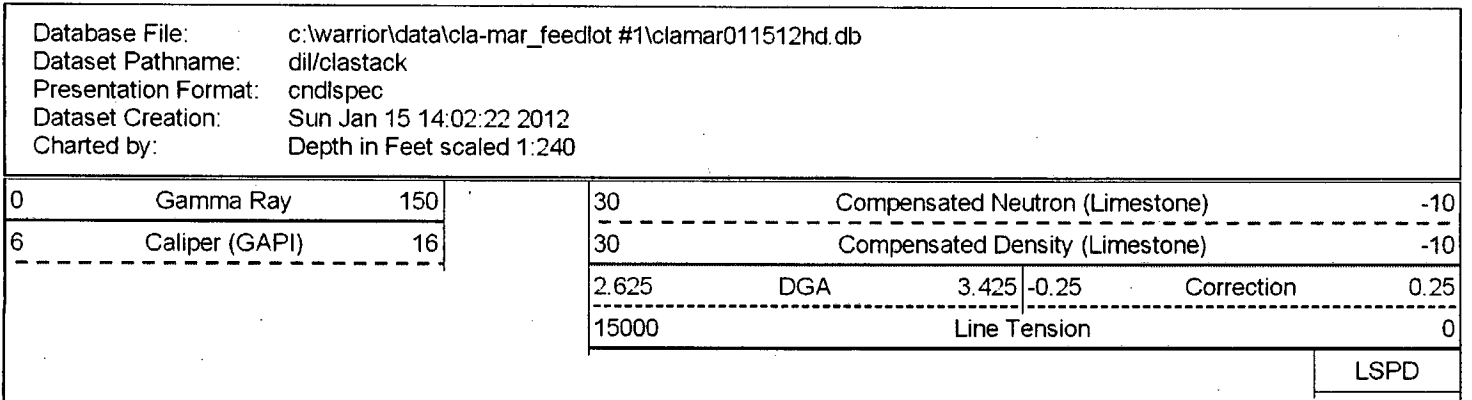 Database File: c:\warrior\data\cla-mar_feedlot #1\clamar011512hd.db
Dataset Pathname: dil/clastack
Presentation Format: cndlspec
Dataset Creation: Sun Jan 15 14:02:22 2012
Charted by: Depth in Feet scaled 1:240
0 Gamma Ray 150 30 Compensated Neutron (Limestone) -10
6 Caliper (GAPI) 16 30 Compensated Density (Limestone) -10
2.625 DGA 3.425 -0.25 Correction 0.25
15000 Line Tension 0
LSPD